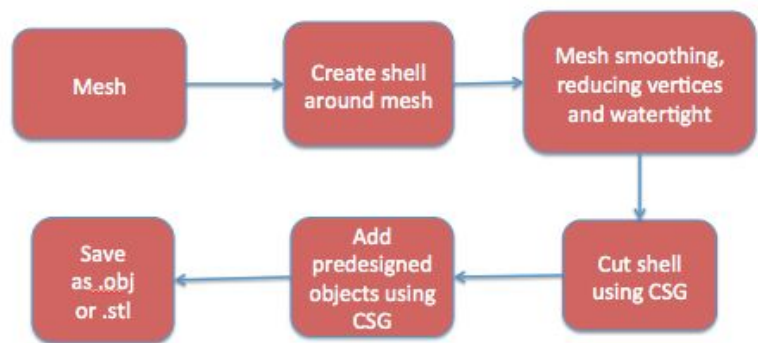 Mesh
Create shell
around mesh
Mesh smoothing,
reducing vertices
and watertight
Cut shell
using CSG
Add
predesigned
objects using
CSG
Save
as .obj
or .stl